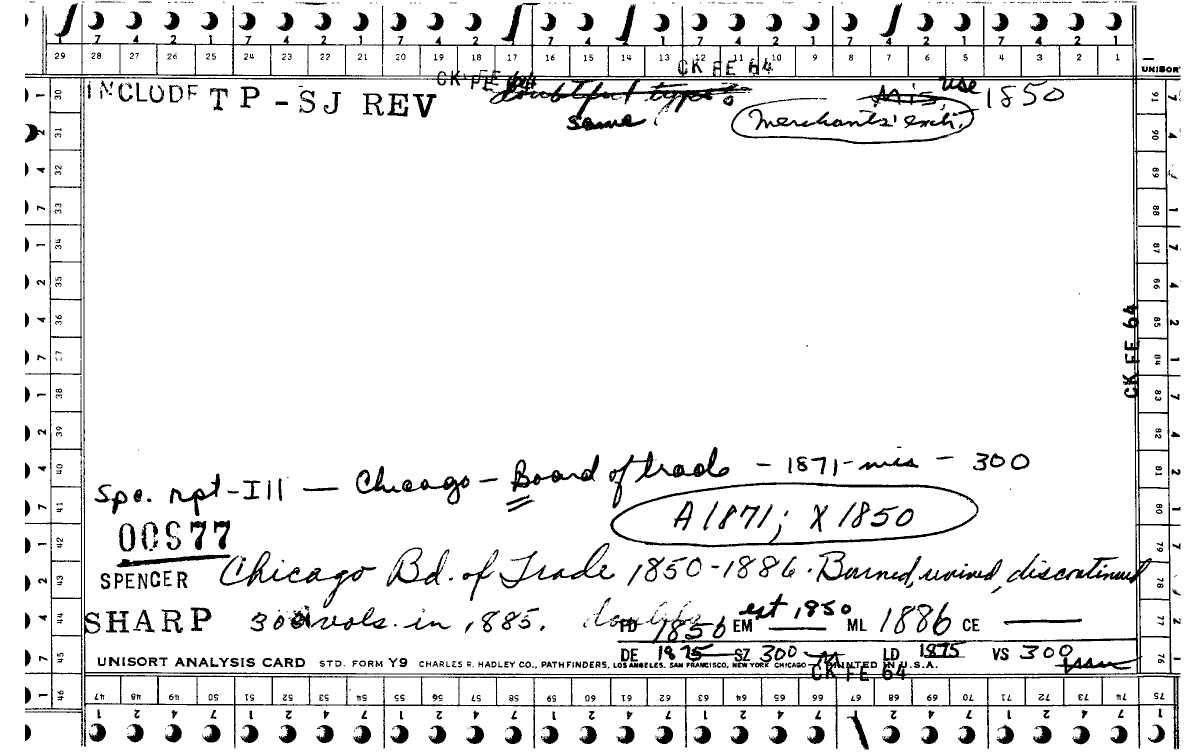 7 4 2 1 7 4 2 1 7 4 2 1 7 4 2 1 7 4 2 1 7 4 2 1 7 4 2 1
29 28 27 26 25 24 23 22 21 20 19 18 17 16 15 14 13 12 11 10 9 8 7 6 5 4 3 2 1
UNISORT
CK FE 64 CK FE 64
INCLUDE TP - SJ REV doubtful type Mis, use 1850
same Merchants' exch.
CK FE 64
Spe. rpt - Ill — Chicago - Board of trade - 1871 - mis - 300
A 1871; X 1850
00977
SPENCER Chicago Bd. of Trade 1850-1886. Burned, revived, discontinued
SHARP 300 vols. in 1885. FD 1850 EM est 1850 ML 1886 CE —
DE 1875 SZ 300 LD 1875 VS 300
UNISORT ANALYSIS CARD STD. FORM Y9 CHARLES R. HADLEY CO., PATHFINDERS, LOS ANGELES, SAN FRANCISCO, NEW YORK CHICAGO PRINTED IN U.S.A.
CK FE 64
30 31 32 33 34 35 36 37 38 39 40 41 42 43 44 45 46
91 90 89 88 87 86 85 84 83 82 81 80 79 78 77 76 75
47 48 49 50 51 52 53 54 55 56 57 58 59 60 61 62 63 64 65 66 67 68 69 70 71 72 73 74
1 2 4 7 1 2 4 7 1 2 4 7 1 2 4 7 1 2 4 7 1 2 4 7 1 2 4 7